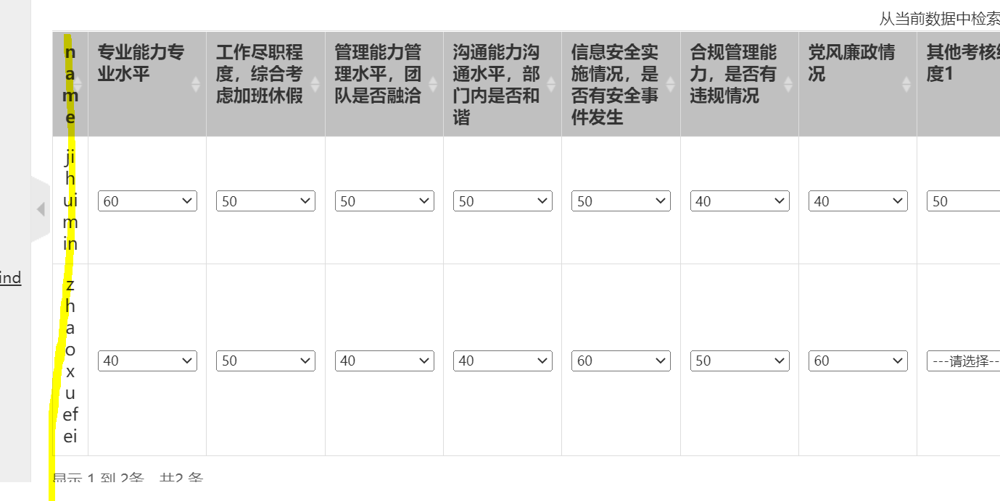 从当前数据中检索
n
a
m
e
专业能力专
业水平
工作尽职程
度，综合考
虑加班休假
管理能力管
理水平，团
队是否融洽
沟通能力沟
通水平，部
门内是否和
谐
信息安全实
施情况，是
否有安全事
件发生
合规管理能
力，是否有
违规情况
党风廉政情
况
其他考核
度1
ji
h
ui
m
in
60
50
50
50
50
40
40
50
ind
z
h
a
o
x
u
ef
ei
40
50
40
40
60
50
60
---请选择--
显示 1 到 2条，共2 条